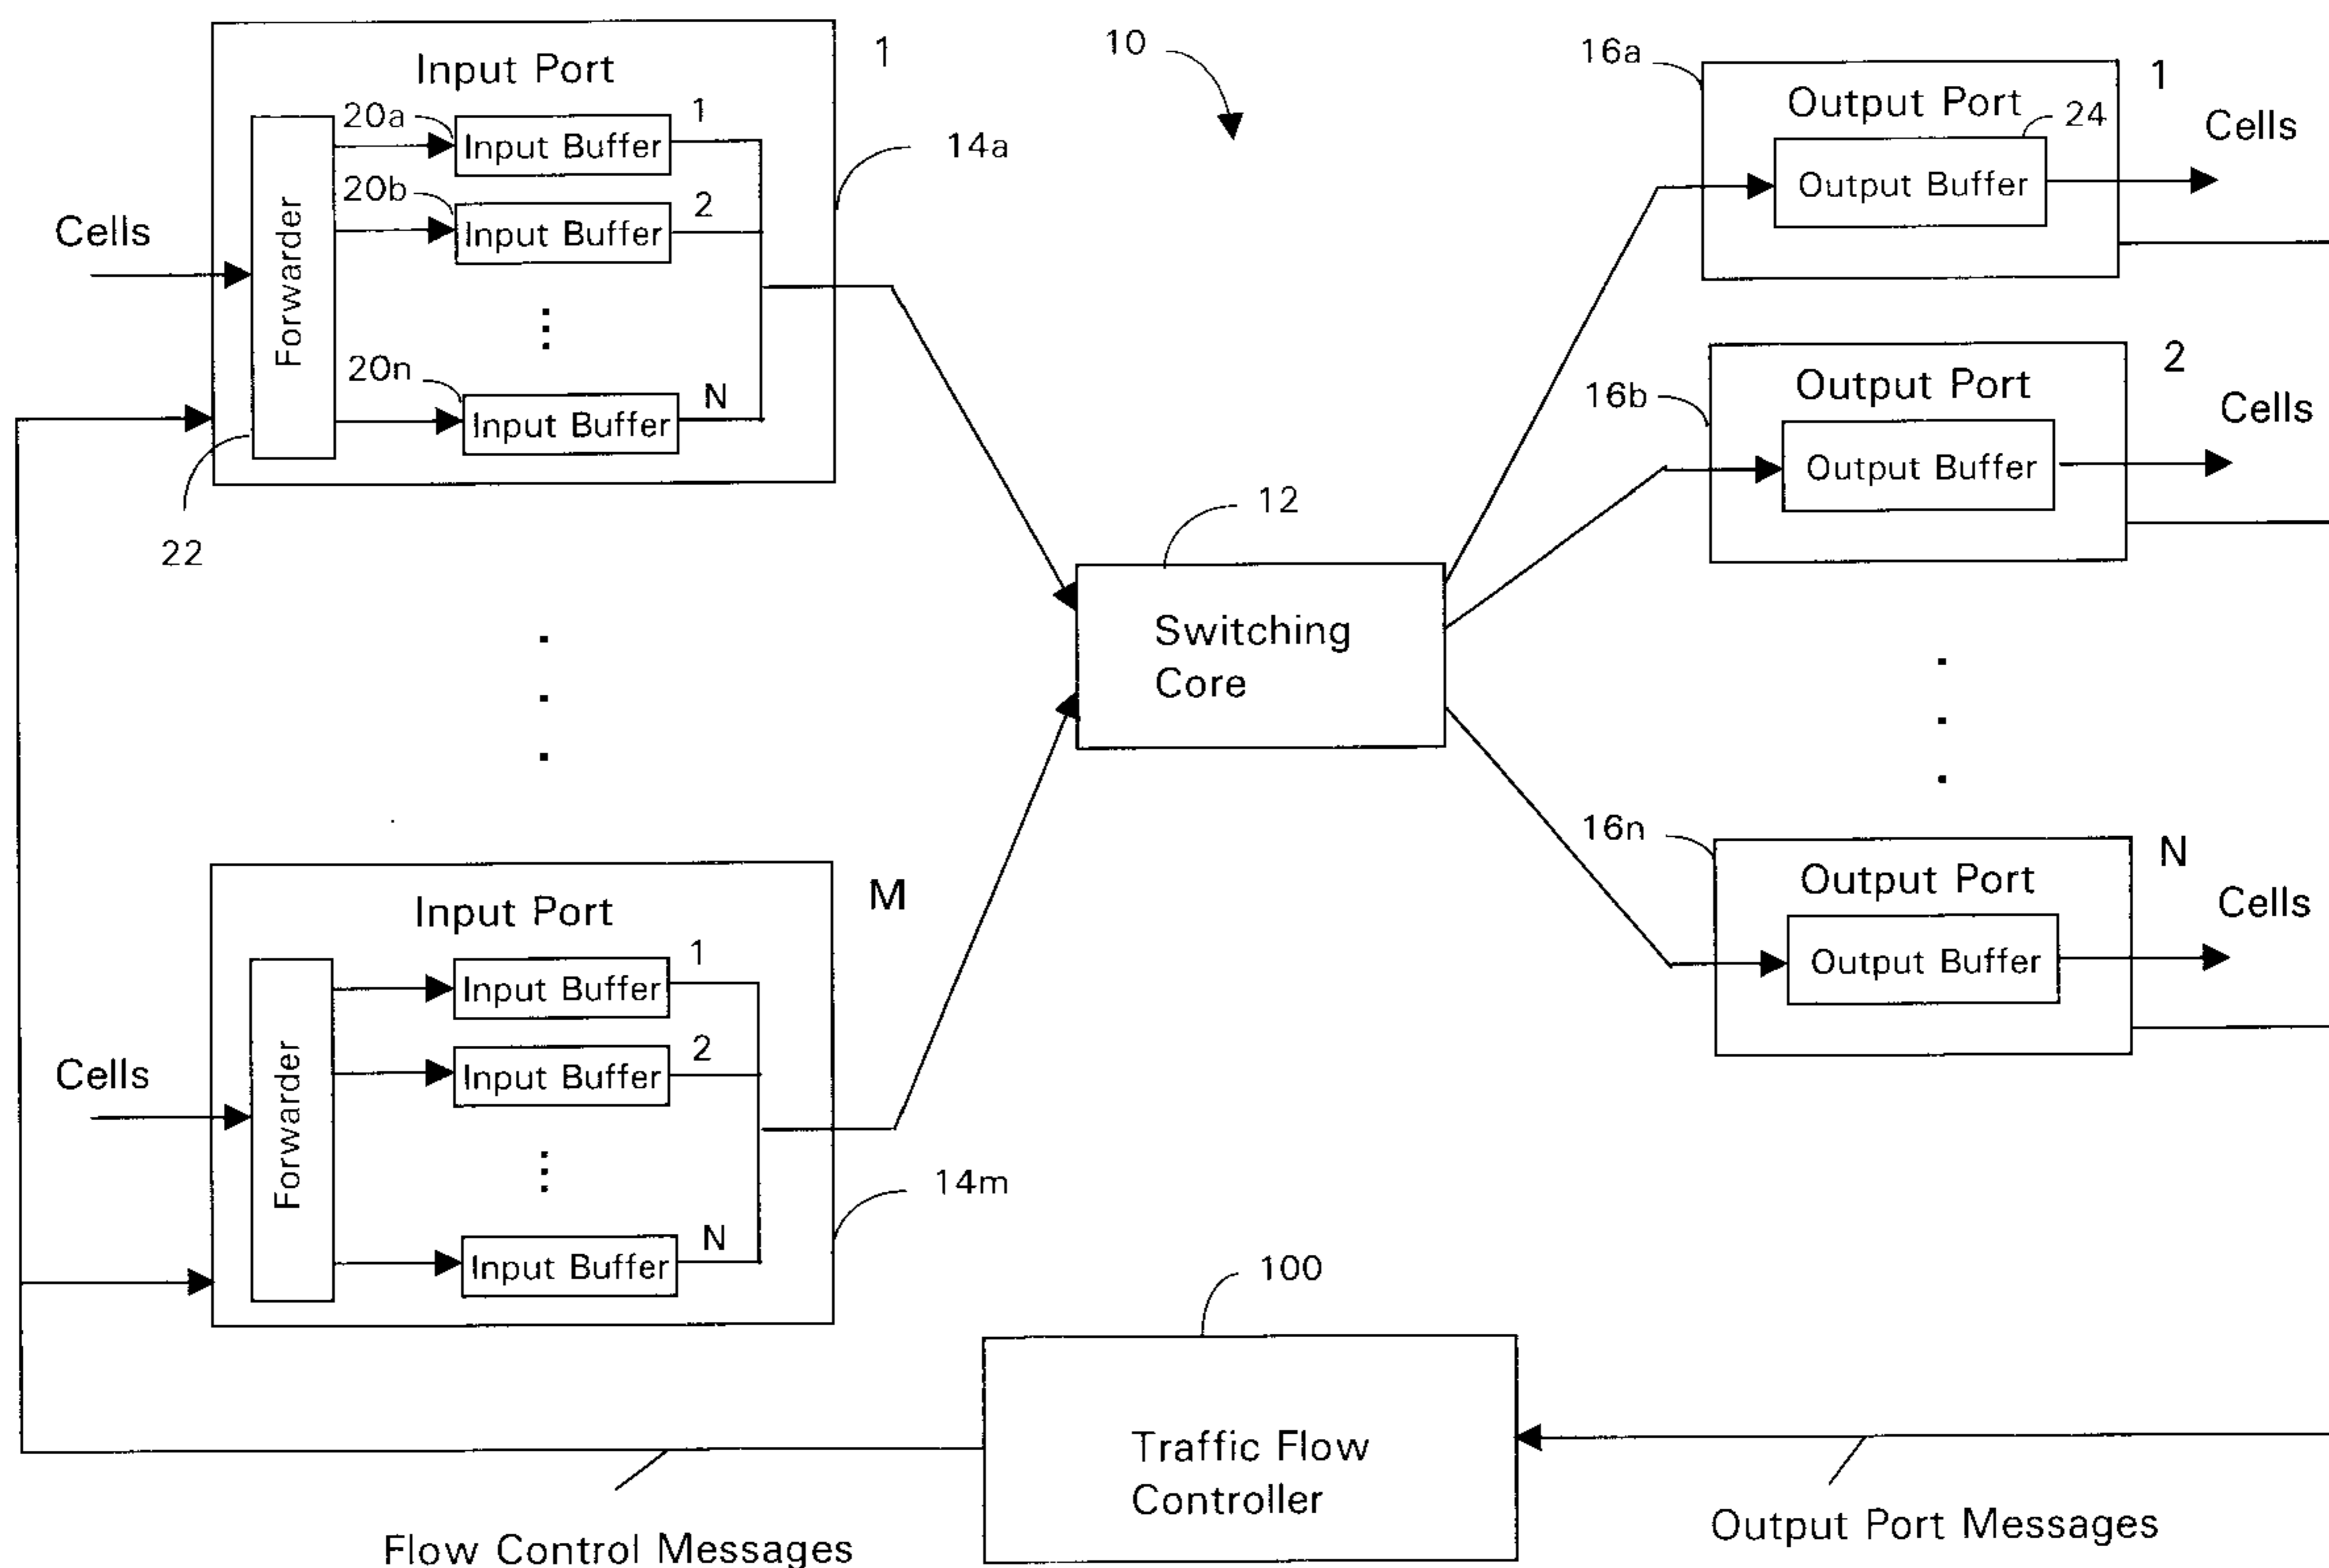 1
10
16a
1
Input Port
Output Port
24
Cells
20a
1
Input Buffer
14a
Output Buffer
20b
2
Input Buffer
Cells
Forwarder
20n
N
Input Buffer
22
2
16b
Output Port
Cells
Output Buffer
12
Switching
Core
16n
N
Output Port
Cells
Output Buffer
M
Input Port
1
Input Buffer
2
Input Buffer
Cells
Forwarder
14m
N
Input Buffer
100
Traffic Flow
Controller
Flow Control Messages
Output Port Messages